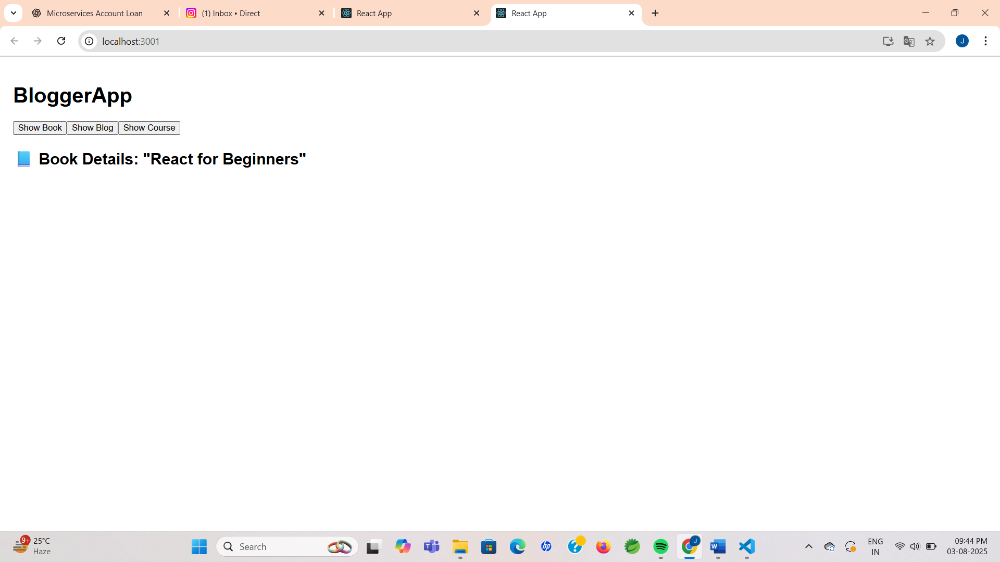 Microservices Account Loan
(1) Inbox • Direct
React App
React App
localhost:3001
J
BloggerApp
Show Book Show Blog Show Course
📘 Book Details: "React for Beginners"
9+
25°C
Haze
Search
hp
J
ENG
IN
09:44 PM
03-08-2025